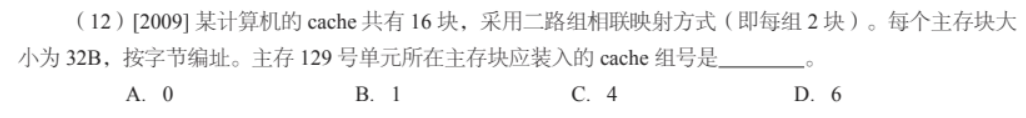 （12）[2009] 某计算机的 cache 共有 16 块，采用二路组相联映射方式（即每组 2 块）。每个主存块大
小为 32B，按字节编址。主存 129 号单元所在主存块应装入的 cache 组号是________。
A. 0 B. 1 C. 4 D. 6